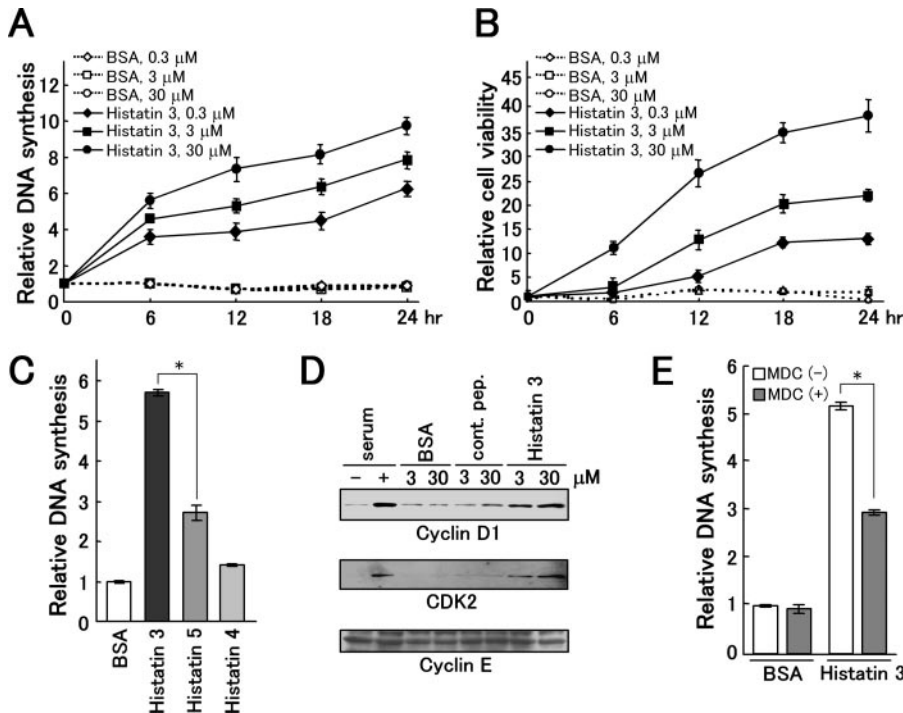 A
BSA, 0.3 μM
BSA, 3 μM
BSA, 30 μM
Histatin 3, 0.3 μM
Histatin 3, 3 μM
Histatin 3, 30 μM
Relative DNA synthesis
12
10
8
6
4
2
1
0
0 6 12 18 24 hr
B
BSA, 0.3 μM
BSA, 3 μM
BSA, 30 μM
Histatin 3, 0.3 μM
Histatin 3, 3 μM
Histatin 3, 30 μM
Relative cell viability
45
40
35
30
25
20
15
10
5
1
0
0 6 12 18 24 hr
C
Relative DNA synthesis
6
5
4
3
2
1
0
*
BSA
Histatin 3
Histatin 5
Histatin 4
D
serum
BSA
cont. pep.
Histatin 3
− + 3 30 3 30 3 30 μM
Cyclin D1
CDK2
Cyclin E
E
MDC (−)
MDC (+)
Relative DNA synthesis
6
5
4
3
2
1
0
*
BSA Histatin 3